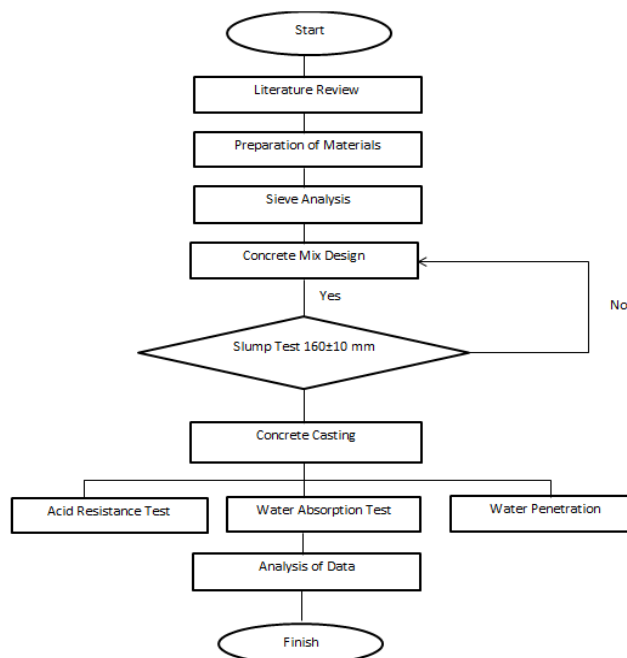 Start
Literature Review
Preparation of Materials
Sieve Analysis
Concrete Mix Design
Yes
No
Slump Test 160±10 mm
Concrete Casting
Acid Resistance Test
Water Absorption Test
Water Penetration
Analysis of Data
Finish